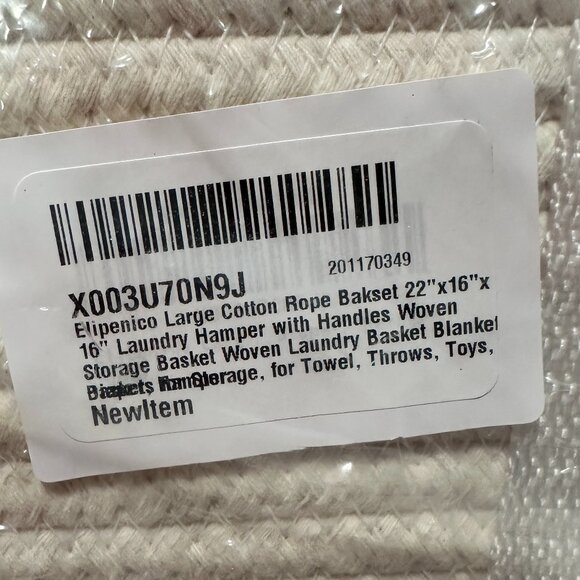 201170349
X003U70N9J
Elipenico Large Cotton Rope Bakset 22"x16"x
16" Laundry Hamper with Handles Woven
Storage Basket Woven Laundry Basket Blanket
Storage, for Towel, Throws, Toys,
NewItem